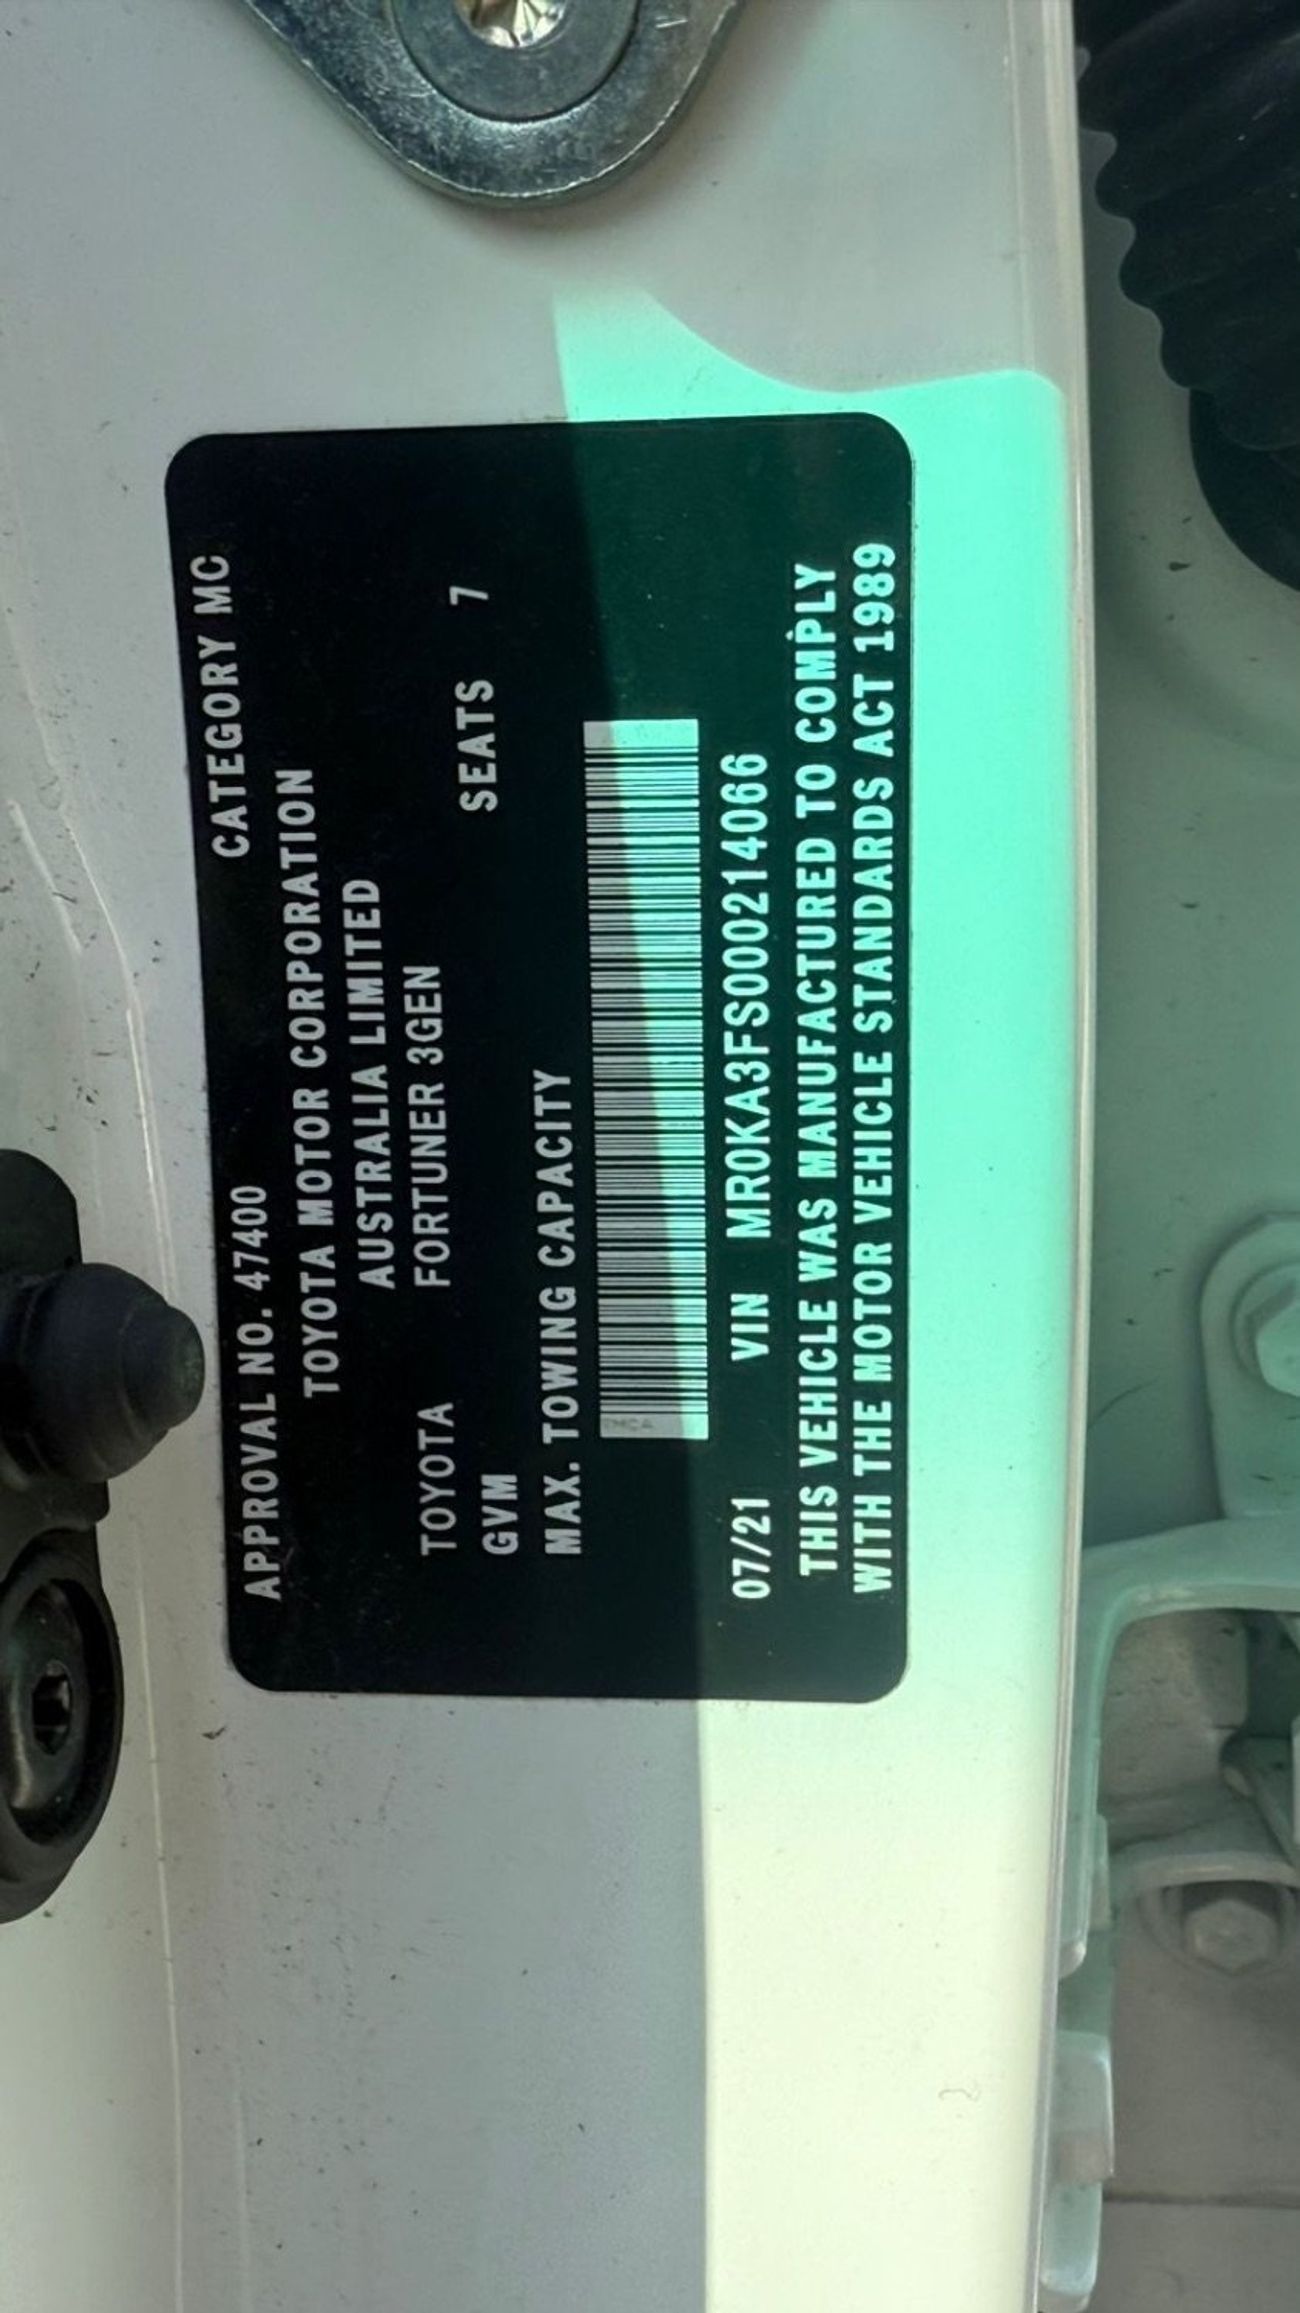 APPROVAL NO. 47400 CATEGORY MC
TOYOTA MOTOR CORPORATION
AUSTRALIA LIMITED
TOYOTA FORTUNER 3GEN
GVM SEATS 7
MAX. TOWING CAPACITY
TMCA
07/21 VIN MR0KA3FS000214066
THIS VEHICLE WAS MANUFACTURED TO COMPLY
WITH THE MOTOR VEHICLE STANDARDS ACT 1989